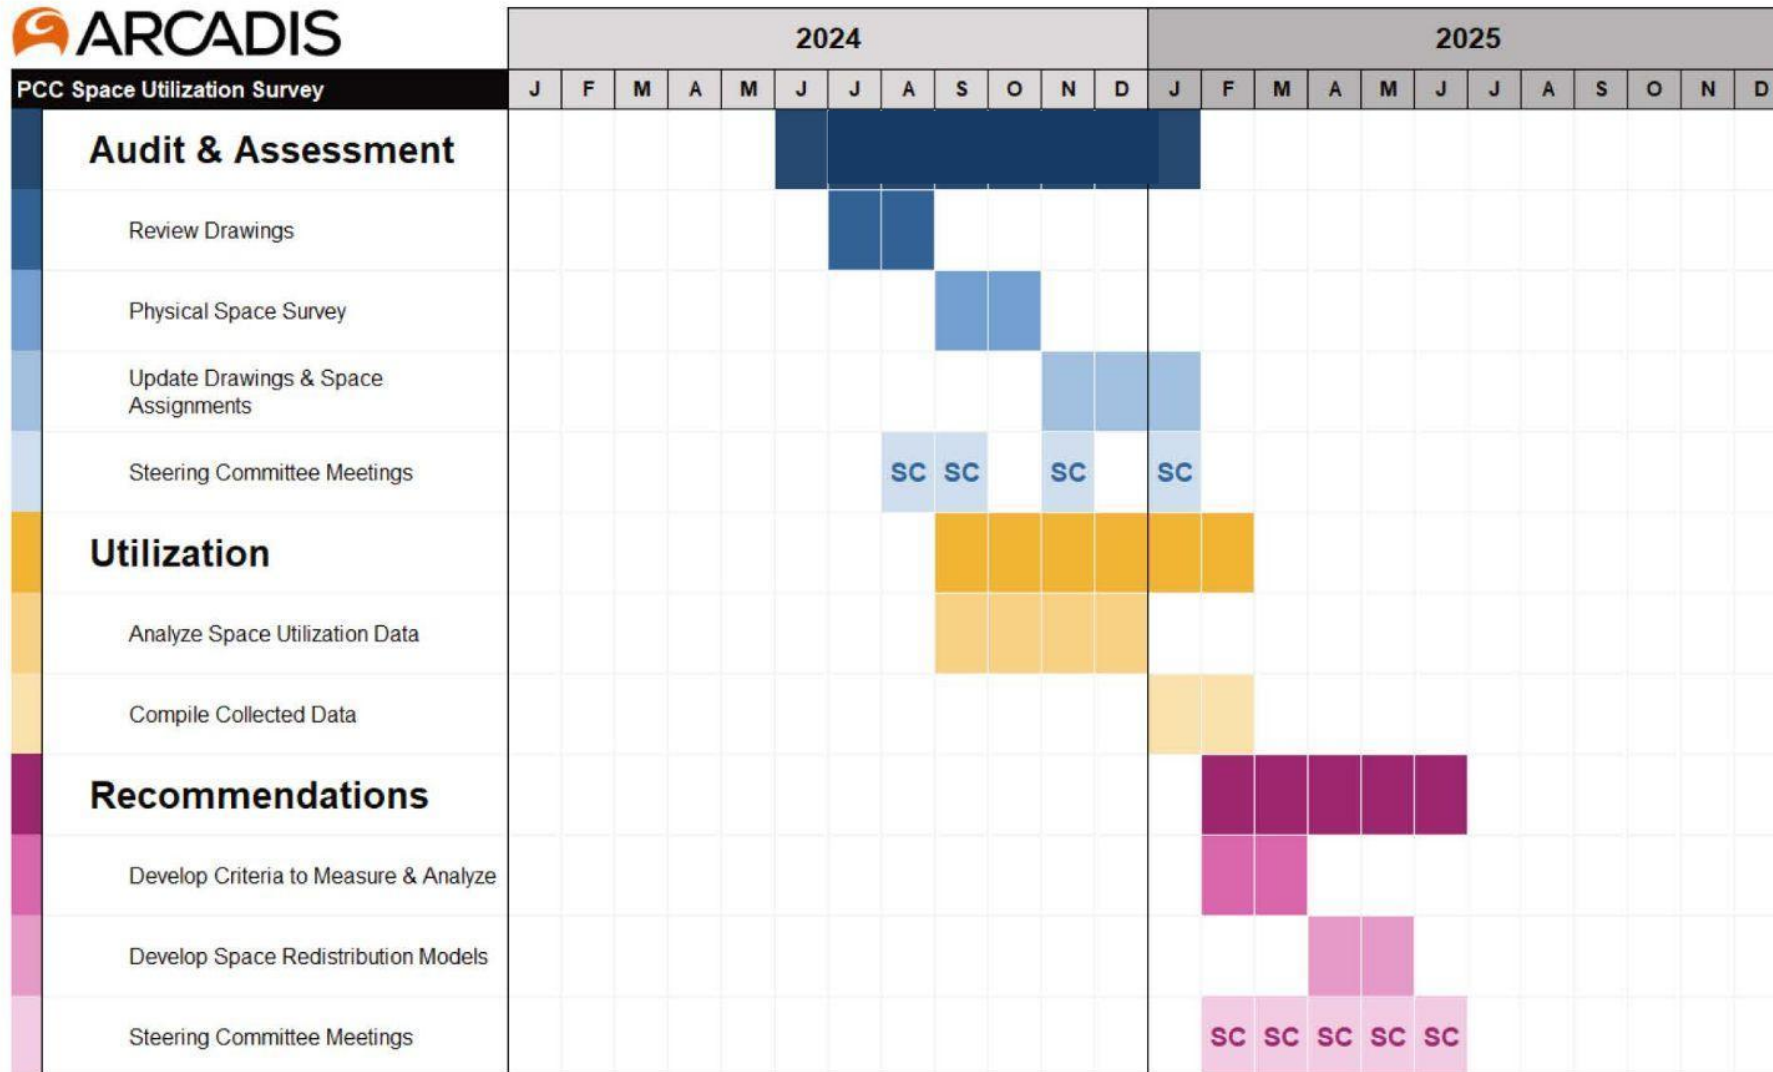 ARCADIS
2024 2025
PCC Space Utilization Survey J F M A M J J A S O N D J F M A M J J A S O N D
Audit & Assessment
Review Drawings
Physical Space Survey
Update Drawings & Space
Assignments
Steering Committee Meetings SC SC SC SC
Utilization
Analyze Space Utilization Data
Compile Collected Data
Recommendations
Develop Criteria to Measure & Analyze
Develop Space Redistribution Models
Steering Committee Meetings SC SC SC SC SC